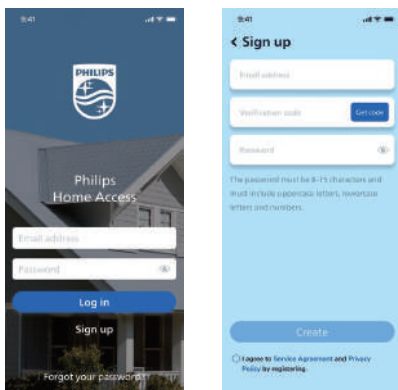 9:41
PHILIPS
Philips
Home Access
Email address
Password
Log in
Sign up
Forgot your password?
9:41
Sign up
Email address
Verification code
Get code
Password
The password must be 8-15 characters and
must include uppercase letters, lowercase
letters and numbers.
Create
I agree to Service Agreement and Privacy
Policy by registering.